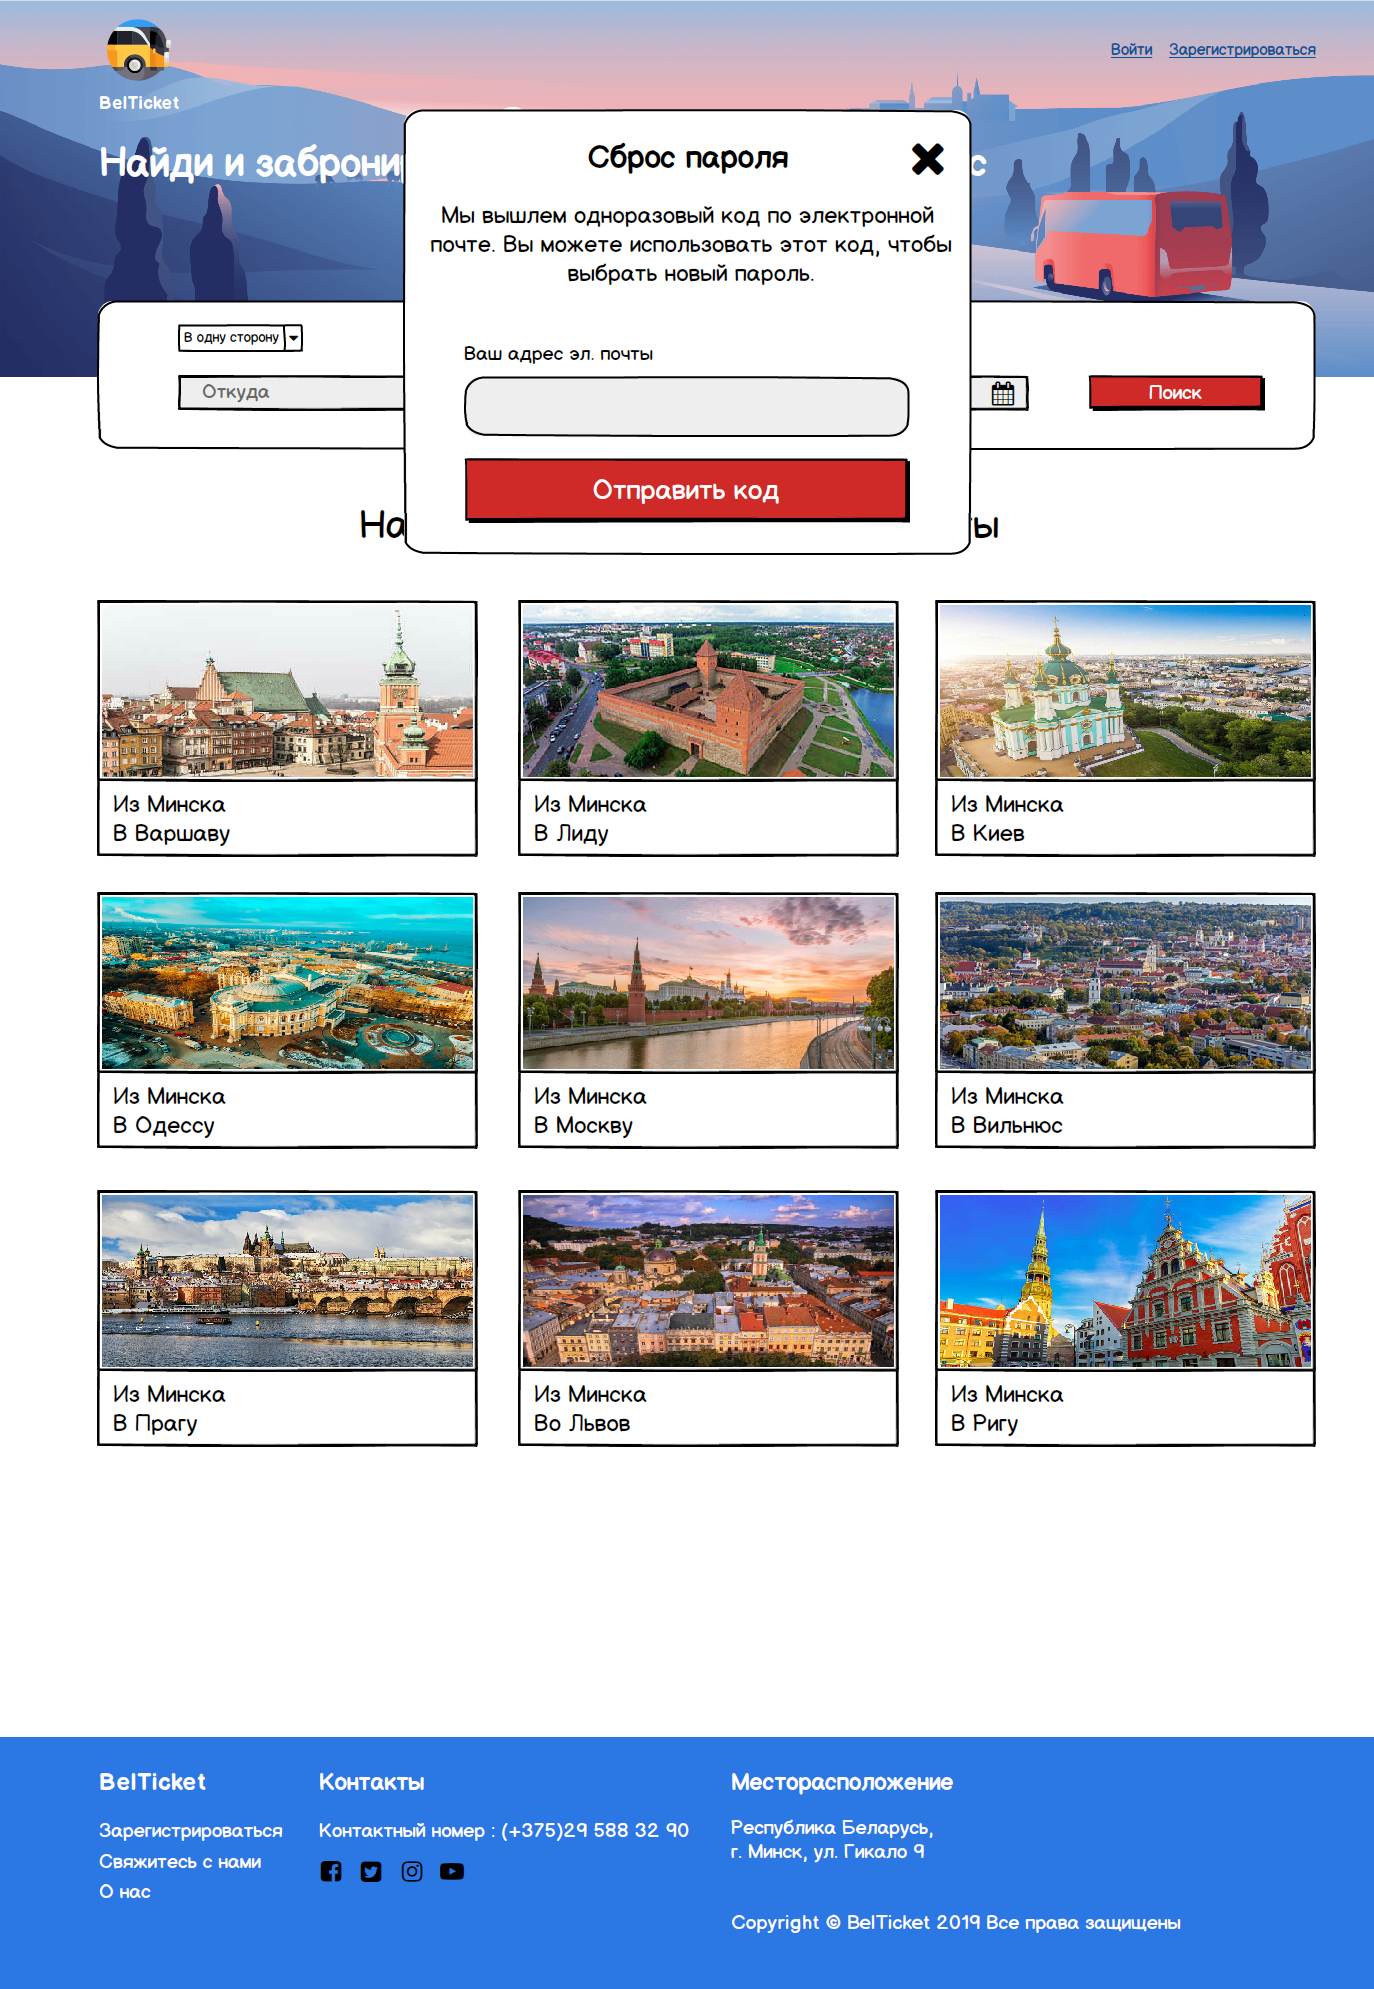 BelTicket
Войти Зарегистрироваться
Найди и
Сброс пароля
Мы вышлем одноразовый код по электронной
почте. Вы можете использовать этот код, чтобы
выбрать новый пароль.
В одну сторону
Ваш адрес эл. почты
Откуда
Поиск
Отправить код
Из Минска
В Варшаву
Из Минска
В Лиду
Из Минска
В Киев
Из Минска
В Одессу
Из Минска
В Москву
Из Минска
В Вильнюс
Из Минска
В Прагу
Из Минска
Во Львов
Из Минска
В Ригу
BelTicket
Зарегистрироваться
Свяжитесь с нами
О нас
Контакты
Контактный номер : (+375)29 588 32 90
Месторасположение
Республика Беларусь,
г. Минск, ул. Гикало 9
Copyright © BelTicket 2019 Все права защищены